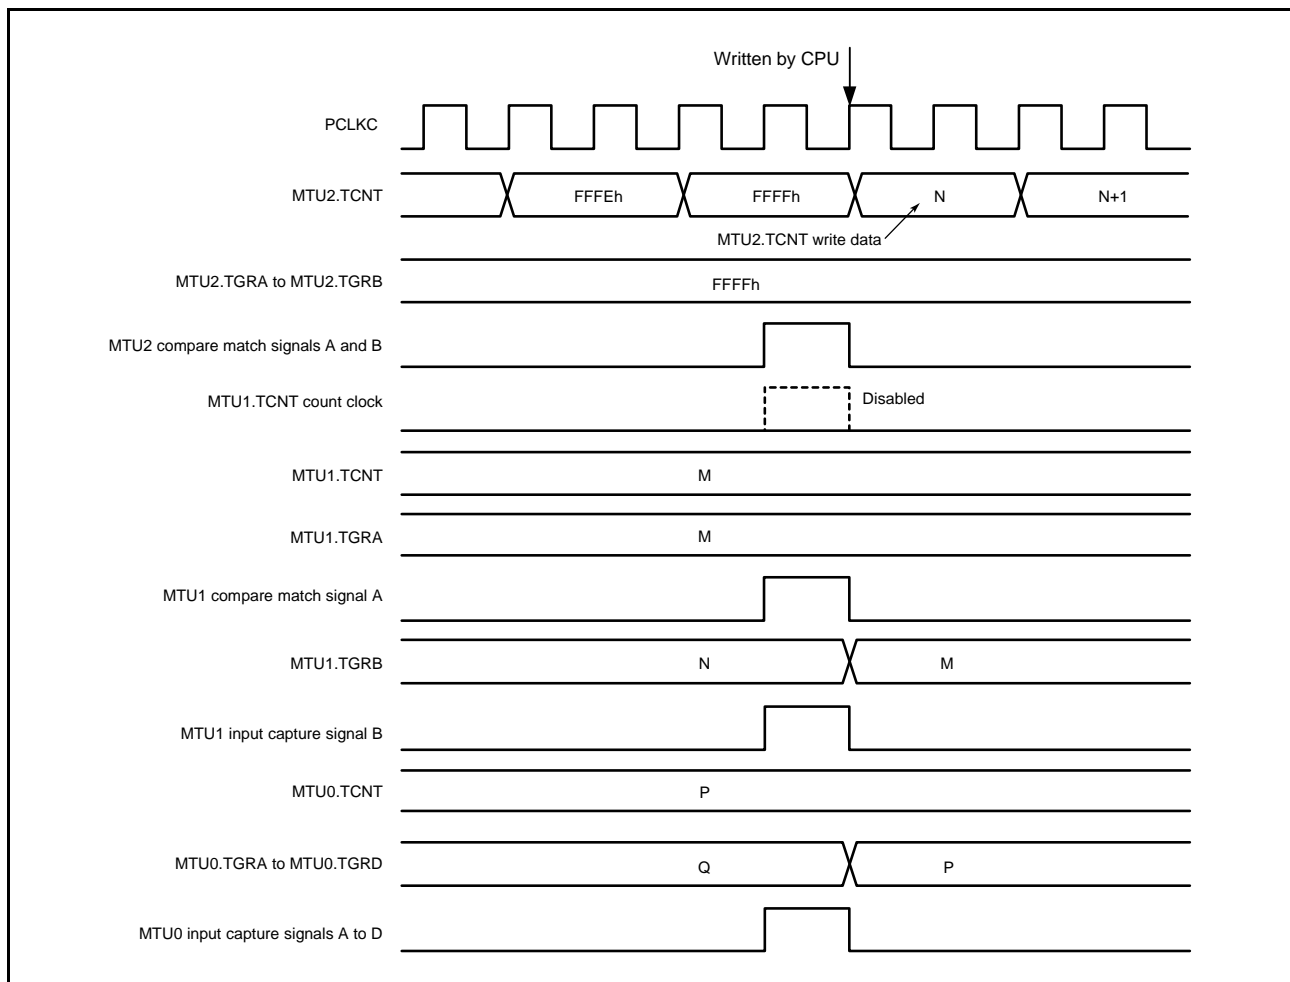 Written by CPU
PCLKC
MTU2.TCNT FFFEh FFFFh N N+1
MTU2.TCNT write data
MTU2.TGRA to MTU2.TGRB FFFFh
MTU2 compare match signals A and B
MTU1.TCNT count clock Disabled
MTU1.TCNT M
MTU1.TGRA M
MTU1 compare match signal A
MTU1.TGRB N M
MTU1 input capture signal B
MTU0.TCNT P
MTU0.TGRA to MTU0.TGRD Q P
MTU0 input capture signals A to D